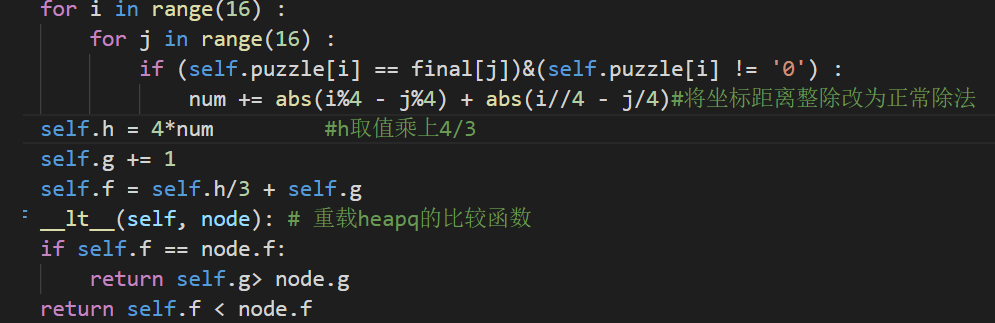 for i in range(16) :
for j in range(16) :
if (self.puzzle[i] == final[j])&(self.puzzle[i] != '0') :
num += abs(i%4 - j%4) + abs(i//4 - j/4)#将坐标距离整除改为正常除法
self.h = 4*num #h取值乘上4/3
self.g += 1
self.f = self.h/3 + self.g
f __lt__(self, node): # 重载heapq的比较函数
if self.f == node.f:
return self.g> node.g
return self.f < node.f